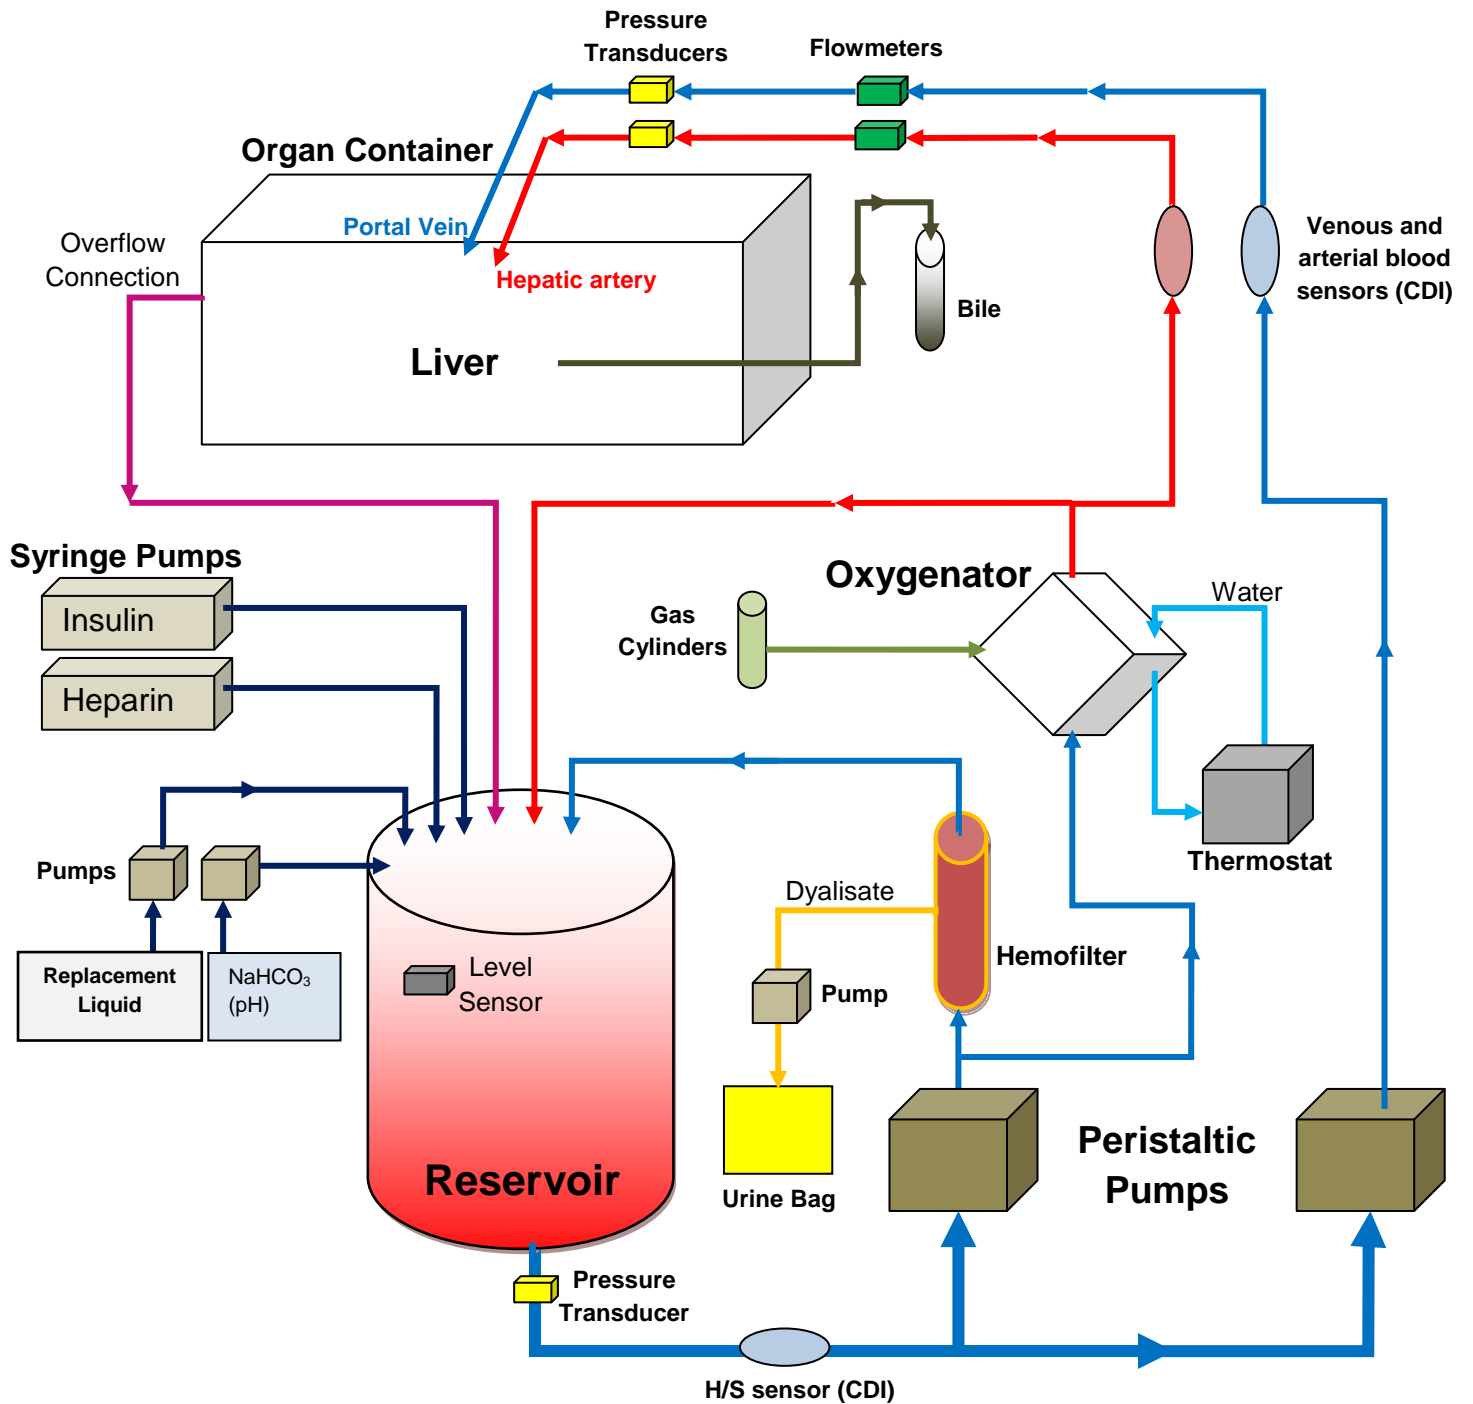 Pressure
Transducers
Flowmeters
Organ Container
Portal Vein
Hepatic artery
Overflow
Connection
Liver
Bile
Venous and
arterial blood
sensors (CDI)
Syringe Pumps
Insulin
Heparin
Oxygenator
Gas
Cylinders
Water
Thermostat
Pumps
Replacement
Liquid
NaHCO₃
(pH)
Level
Sensor
Reservoir
Dyalisate
Hemofilter
Pump
Urine Bag
Peristaltic
Pumps
Pressure
Transducer
H/S sensor (CDI)